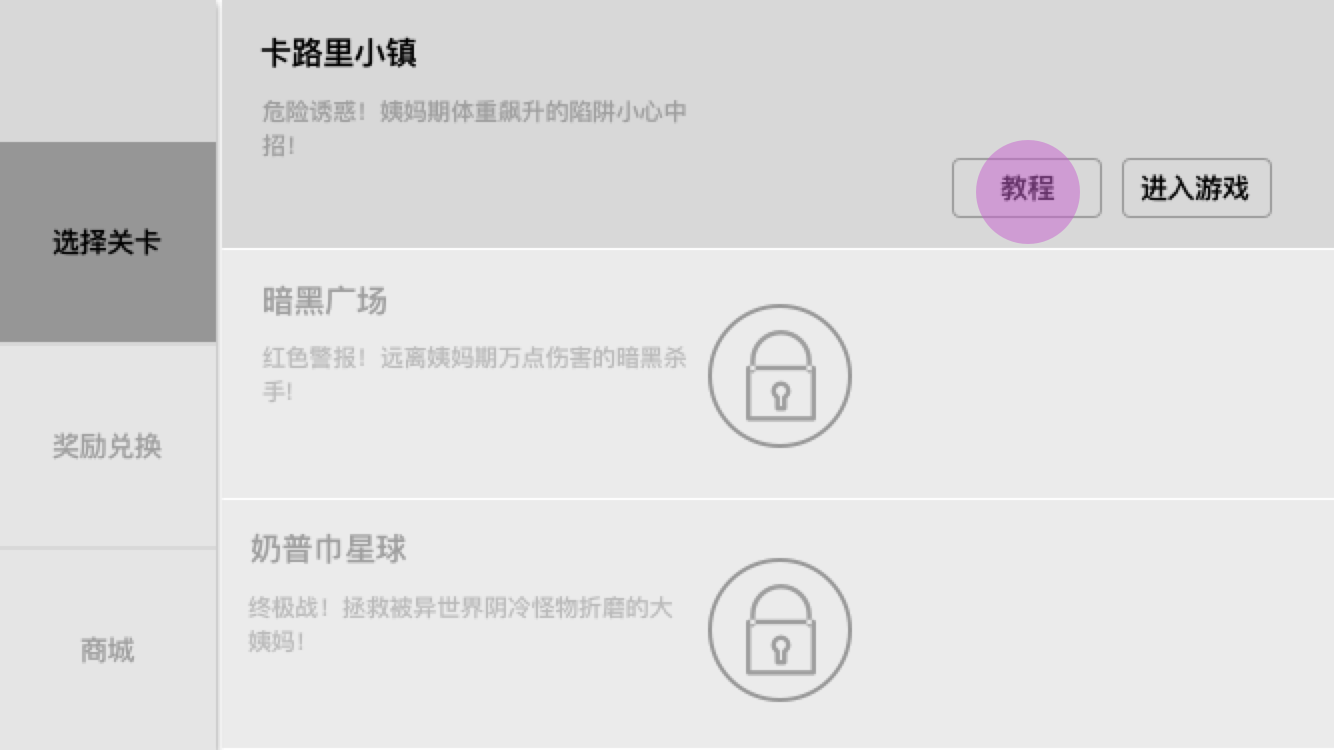 卡路里小镇
危险诱惑！姨妈期体重飙升的陷阱小心中
招！
教程
进入游戏
选择关卡
暗黑广场
红色警报！远离姨妈期万点伤害的暗黑杀
手！
奖励兑换
奶普巾星球
终极战！拯救被异世界阴冷怪物折磨的大
姨妈！
商城